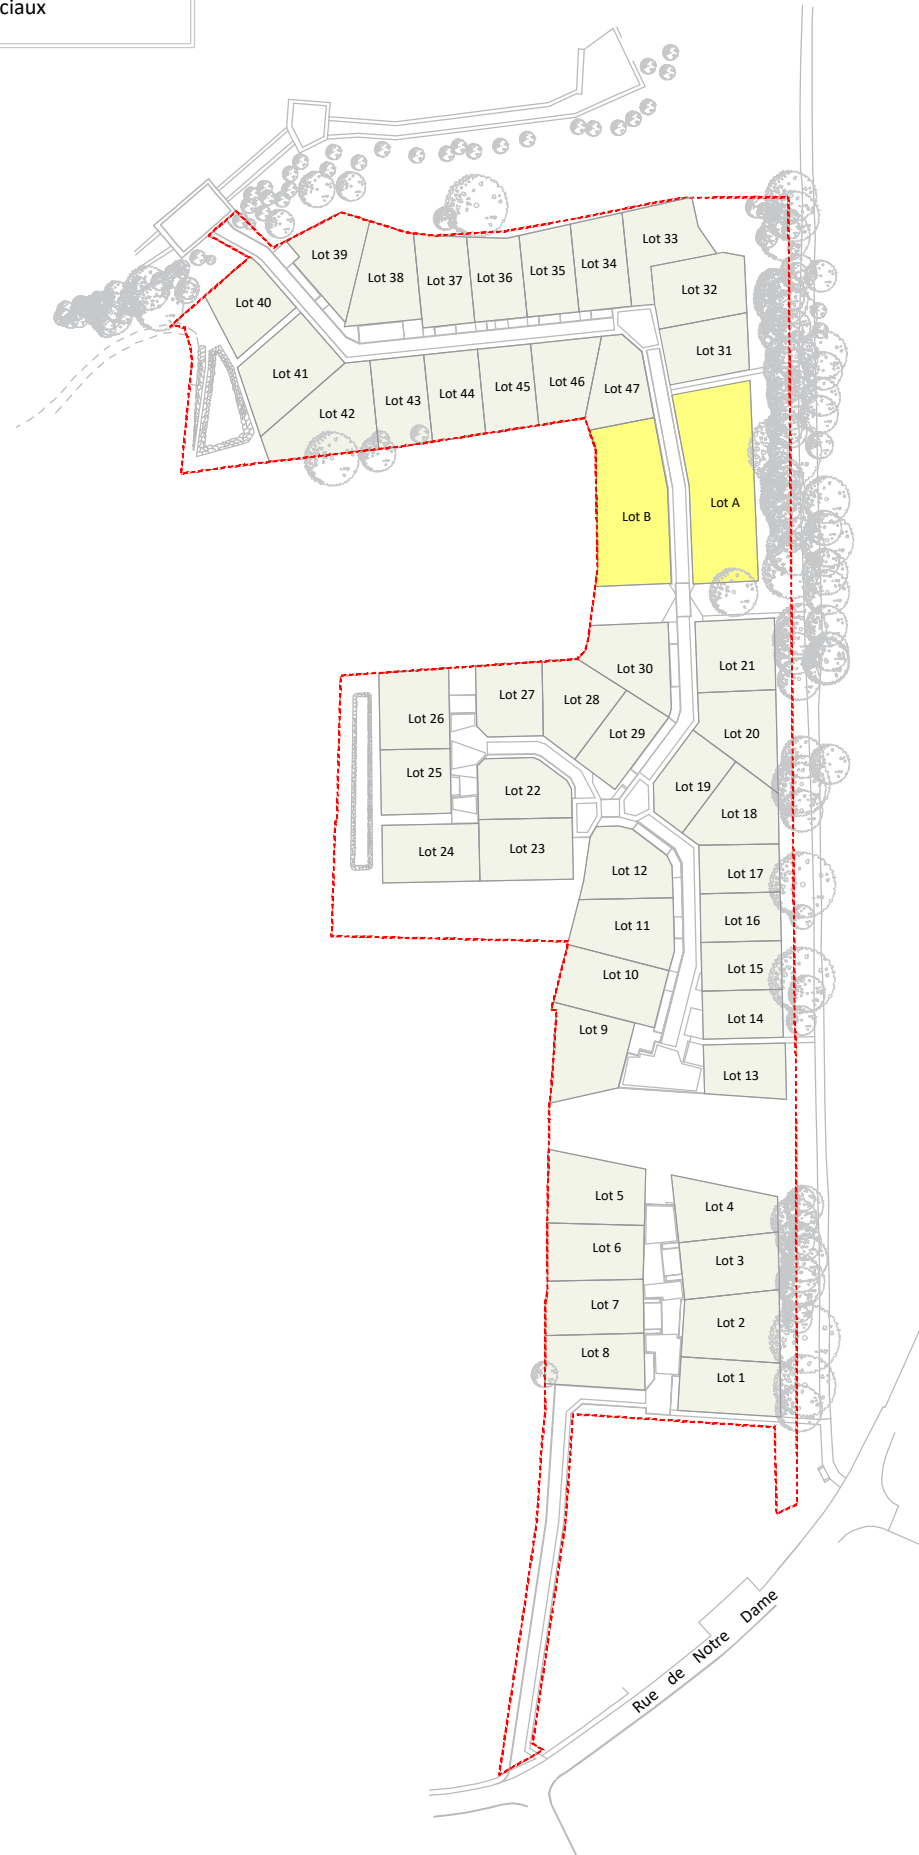 ciaux
Lot 33
Lot 39
Lot 34
Lot 35
Lot 36
Lot 38
Lot 37
Lot 32
Lot 40
Lot 31
Lot 41
Lot 46
Lot 45
Lot 47
Lot 44
Lot 43
Lot 42
Lot A
Lot B
Lot 21
Lot 30
Lot 27
Lot 28
Lot 26
Lot 29
Lot 20
Lot 25
Lot 19
Lot 22
Lot 18
Lot 23
Lot 24
Lot 12
Lot 17
Lot 16
Lot 11
Lot 15
Lot 10
Lot 14
Lot 9
Lot 13
Lot 5
Lot 4
Lot 6
Lot 3
Lot 7
Lot 2
Lot 8
Lot 1
Rue de Notre Dame